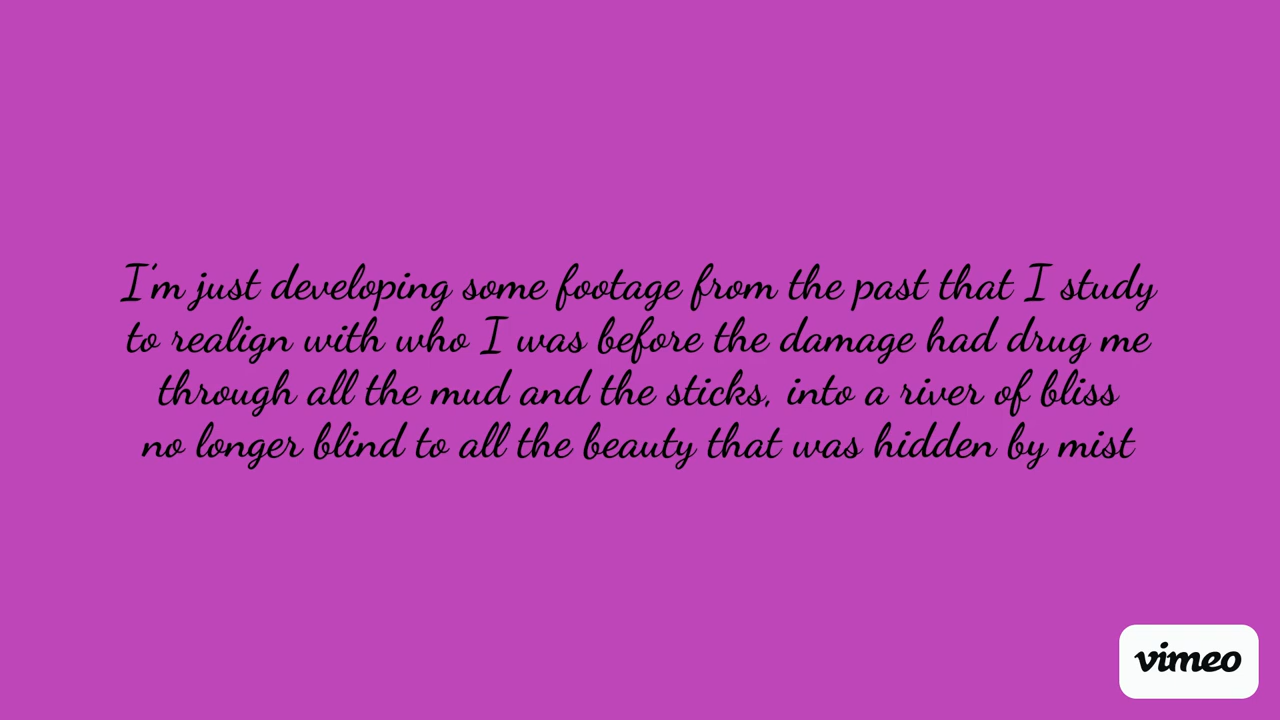 I'm just developing some footage from the past that I study
to realign with who I was before the damage had drug me
through all the mud and the sticks, into a river of bliss
no longer blind to all the beauty that was hidden by mist
vimeo